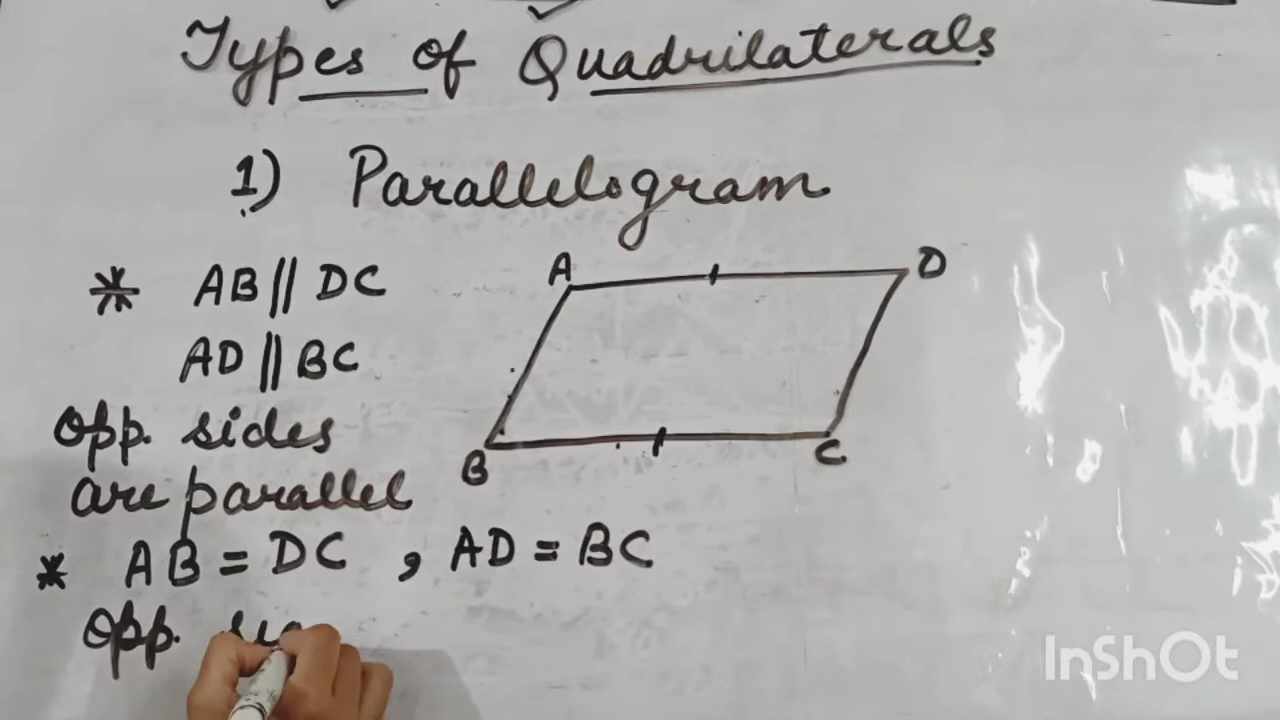 Types of Quadrilaterals
1) Parallelogram
* AB || DC
AD || BC
Opp. sides
are parallel
* AB = DC , AD = BC
Opp.
A
D
B
C
InShOt